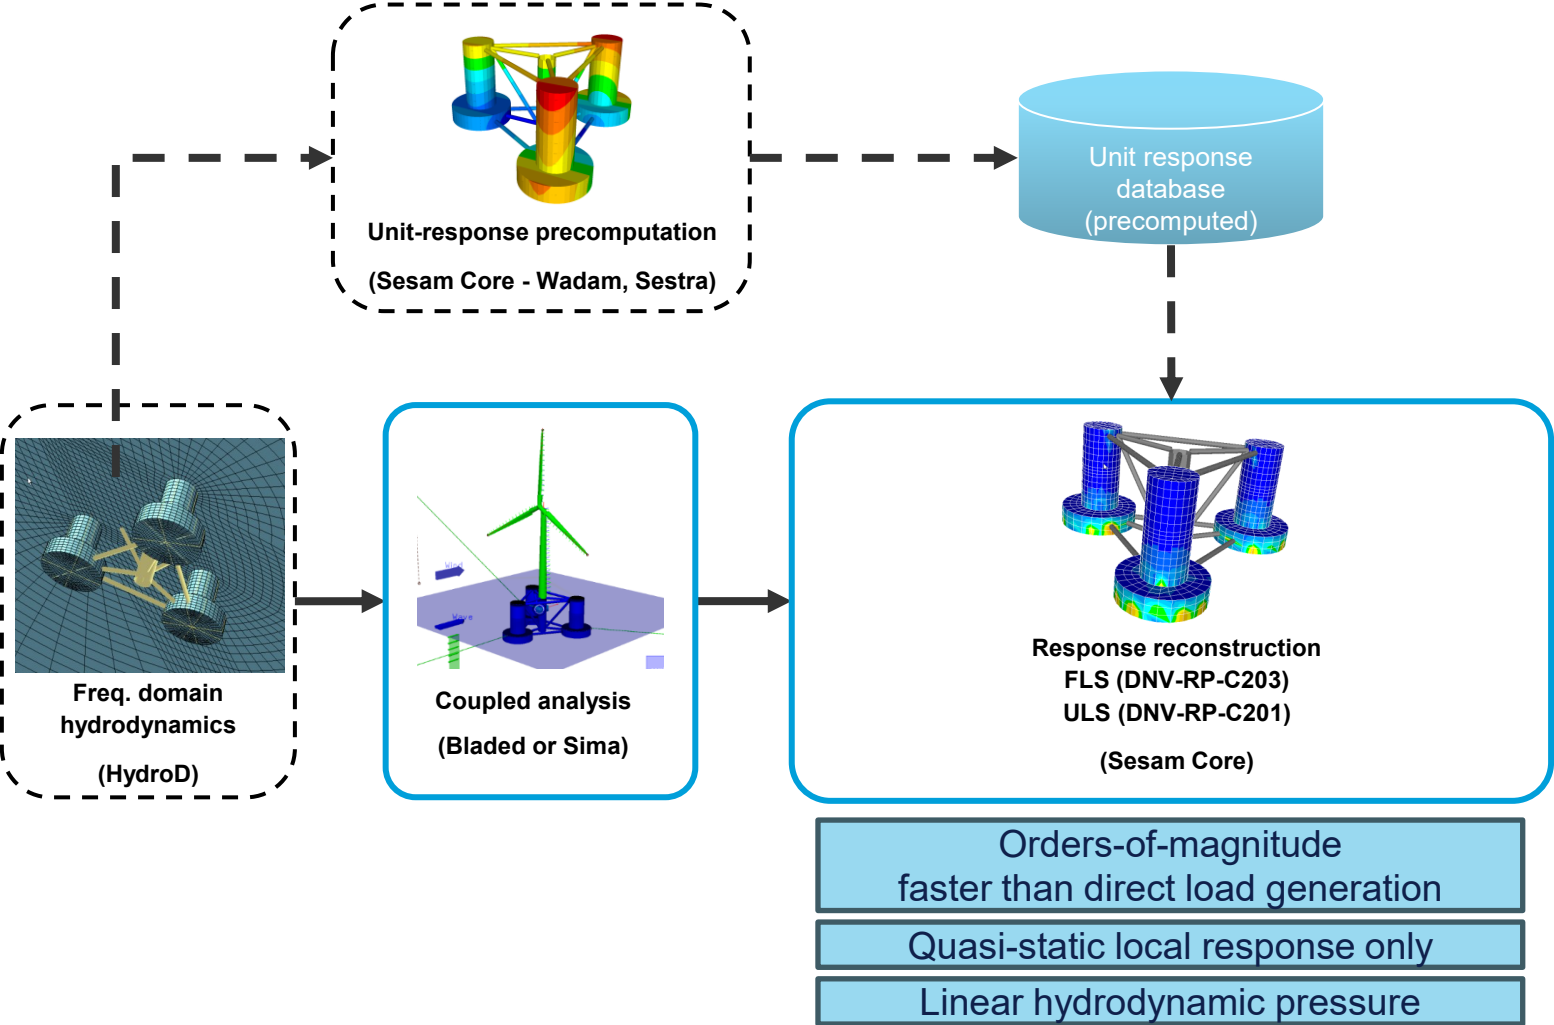 Unit-response precomputation
(Sesam Core - Wadam, Sestra)
Unit response
database
(precomputed)
Freq. domain
hydrodynamics
(HydroD)
Wind
Wave
Coupled analysis
(Bladed or Sima)
Response reconstruction
FLS (DNV-RP-C203)
ULS (DNV-RP-C201)
(Sesam Core)
Orders-of-magnitude
faster than direct load generation
Quasi-static local response only
Linear hydrodynamic pressure